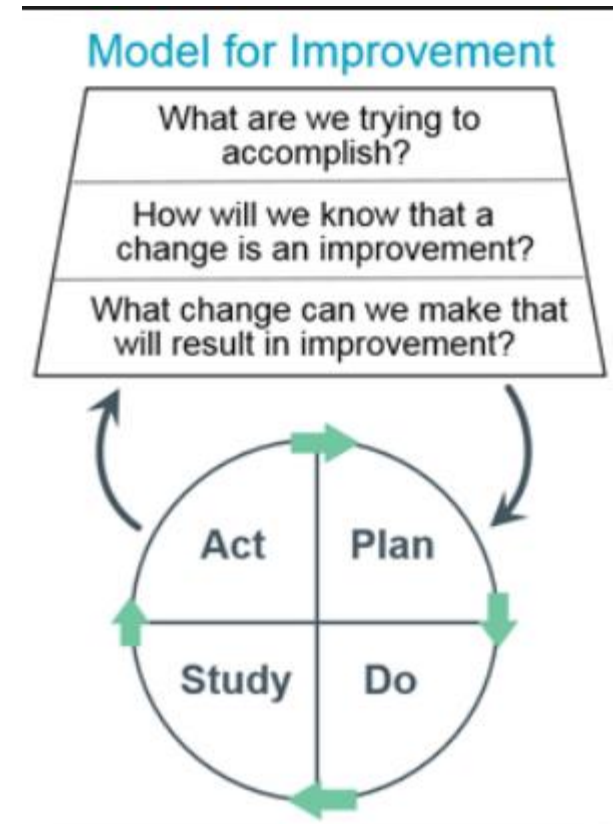 Model for Improvement
What are we trying to
accomplish?
How will we know that a
change is an improvement?
What change can we make that
will result in improvement?
Act
Plan
Study
Do